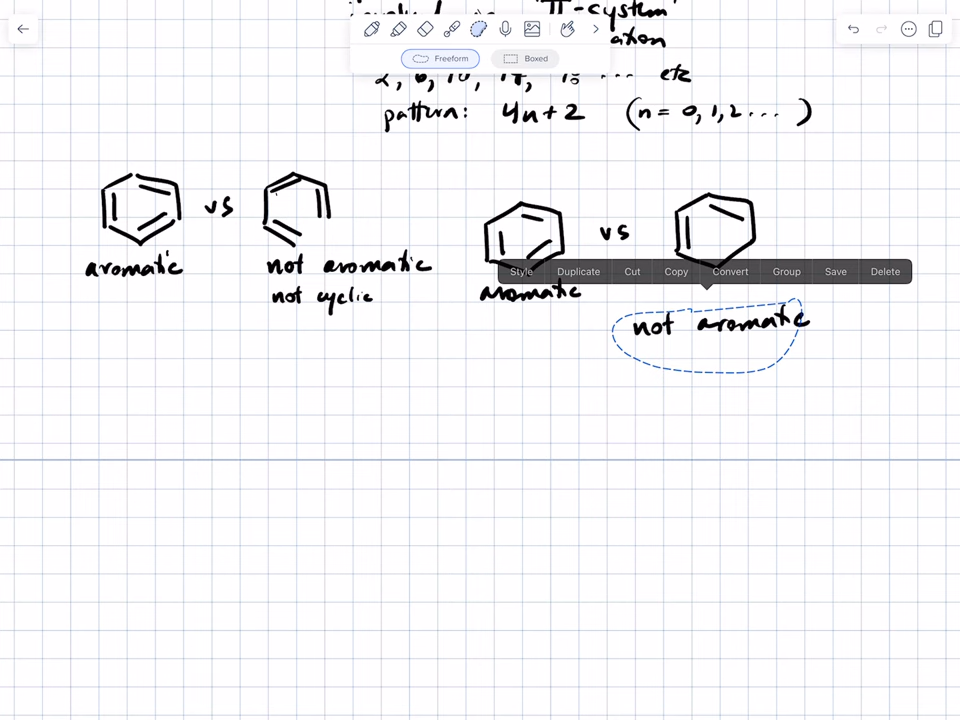 "π-system"
Freeform Boxed
pattern: 4n+2 (n = 0, 1, 2 ... )
vs
vs
aromatic
not aromatic
not cyclic
Style Duplicate Cut Copy Convert Group Save Delete
aromatic
not aromatic